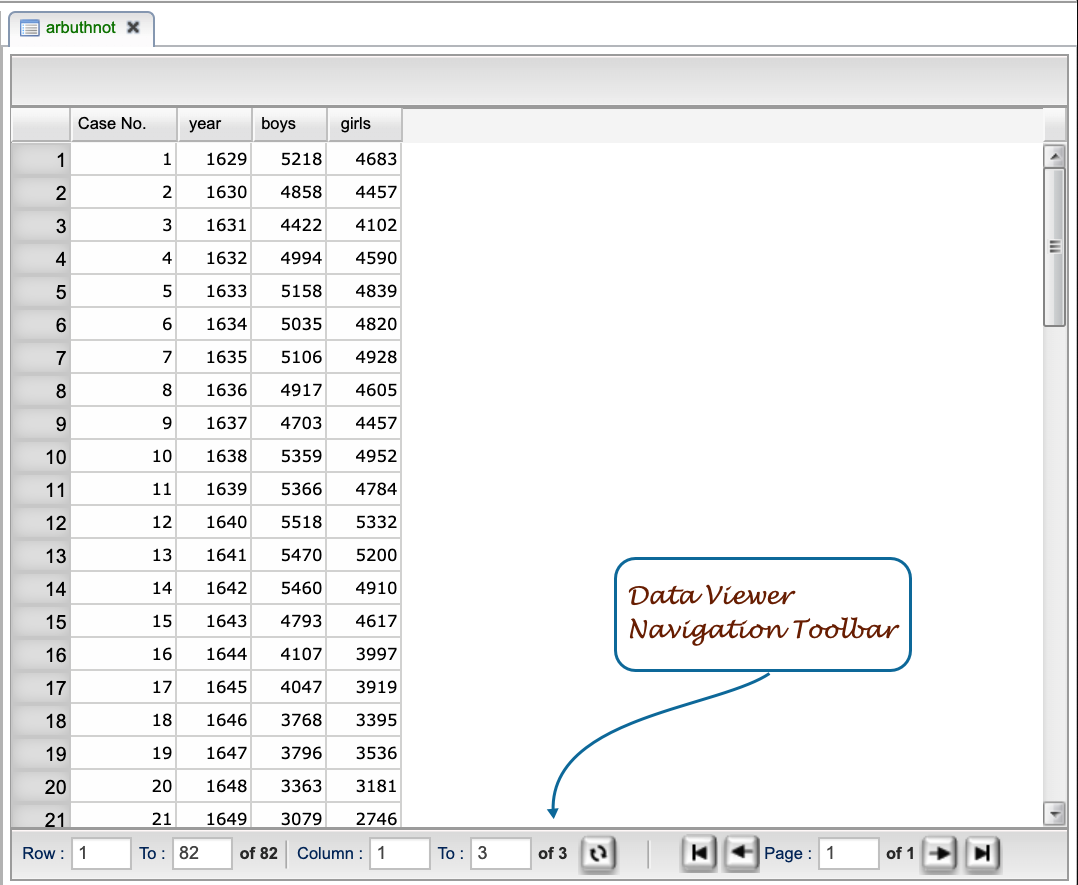 arbuthnot
Case No. year boys girls
1 1 1629 5218 4683
2 2 1630 4858 4457
3 3 1631 4422 4102
4 4 1632 4994 4590
5 5 1633 5158 4839
6 6 1634 5035 4820
7 7 1635 5106 4928
8 8 1636 4917 4605
9 9 1637 4703 4457
10 10 1638 5359 4952
11 11 1639 5366 4784
12 12 1640 5518 5332
13 13 1641 5470 5200
14 14 1642 5460 4910
15 15 1643 4793 4617
16 16 1644 4107 3997
17 17 1645 4047 3919
18 18 1646 3768 3395
19 19 1647 3796 3536
20 20 1648 3363 3181
21 21 1649 3079 2746
Data Viewer
Navigation Toolbar
Row : 1 To : 82 of 82 Column : 1 To : 3 of 3 Page : 1 of 1